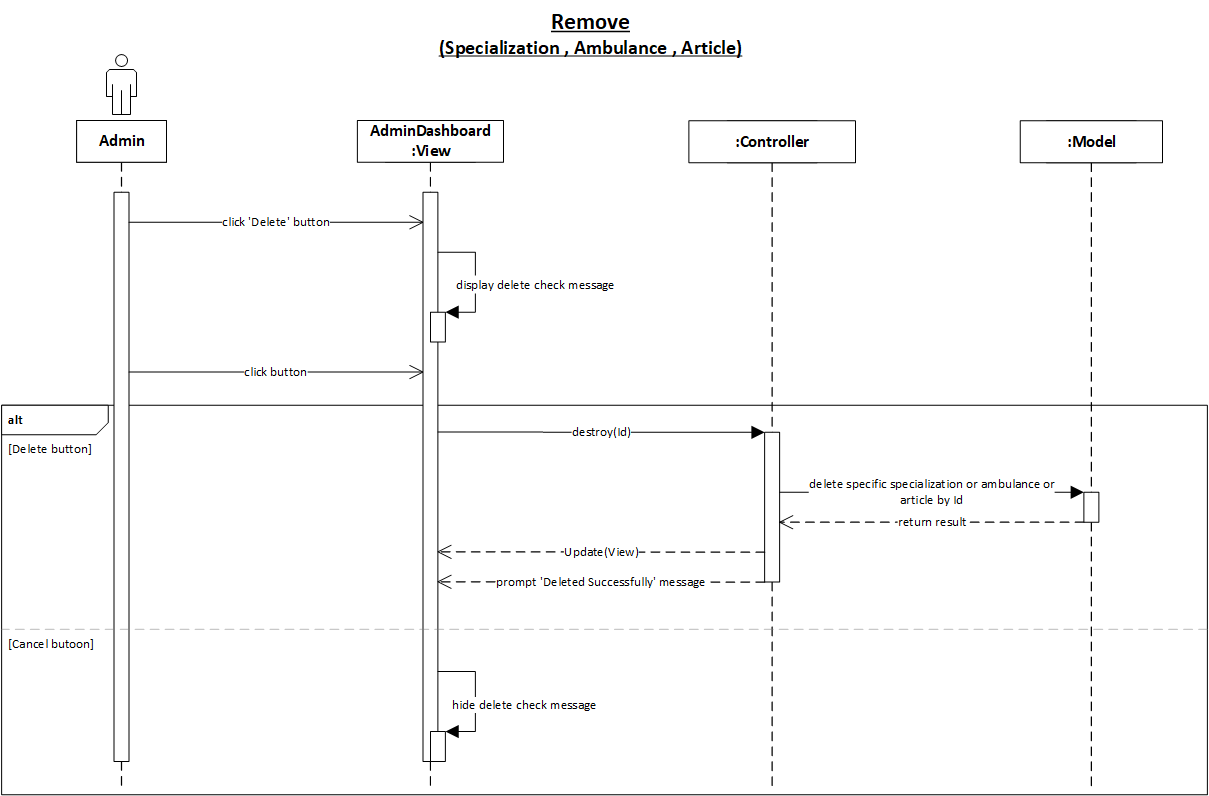 Remove
(Specialization , Ambulance , Article)
Admin
AdminDashboard
:View
:Controller
:Model
click 'Delete' button
display delete check message
click button
alt
[Delete button]
destroy(Id)
delete specific specialization or ambulance or
article by Id
return result
Update(View)
prompt 'Deleted Successfully' message
[Cancel butoon]
hide delete check message